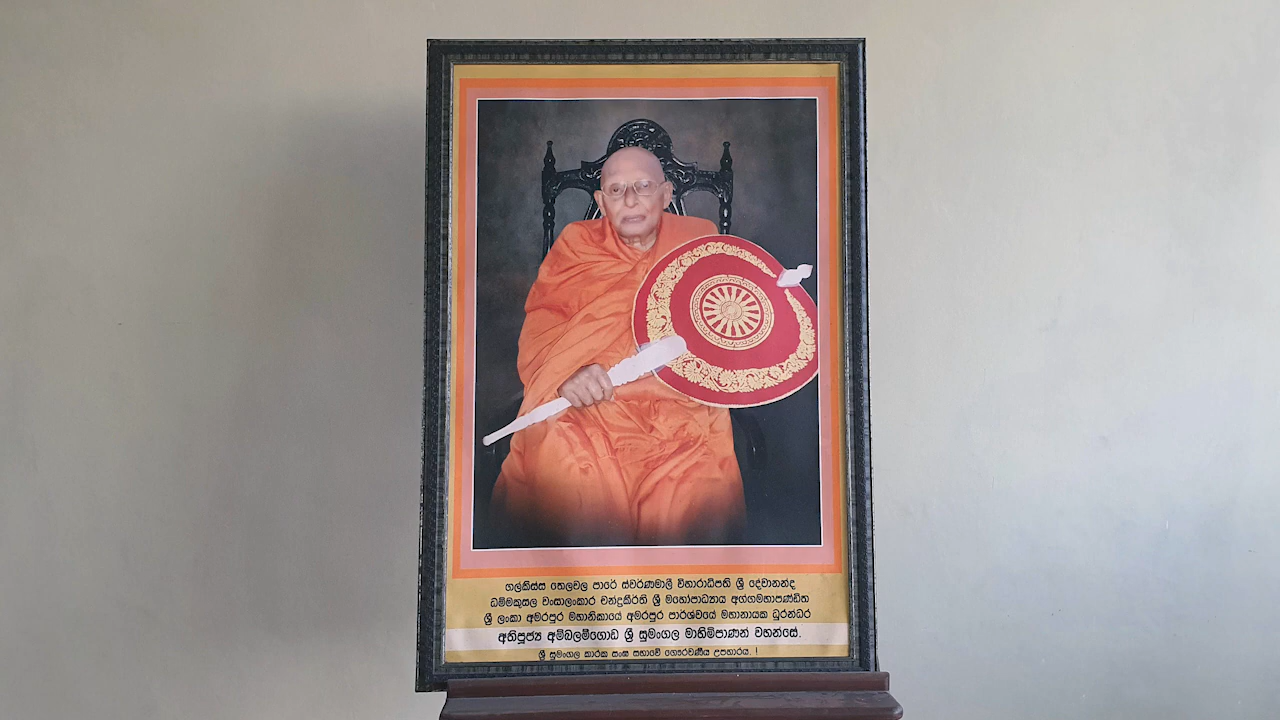 ගල්කිස්ස තෙලවල පාරේ ස්වර්ණමාලී විහාරාධිපති ශ්‍රී දේවානන්ද
ධම්මකුසල වංසාලංකාර චන්ද්‍රකීර්ති ශ්‍රී මහෝපාධ්‍යාය අග්ගමහාපණ්ඩිත
ශ්‍රී ලංකා අමරපුර මහානිකායේ අමරපුර පාර්ශ්වයේ මහානායක ධුරන්ධර
අතිපූජ්‍ය අම්බලම්ගොඩ ශ්‍රී සුමංගල මාහිමිපාණන් වහන්සේ.
ශ්‍රී සුමංගල කාරක සංඝ සභාවේ ගෞරවණීය උපහාරය. !